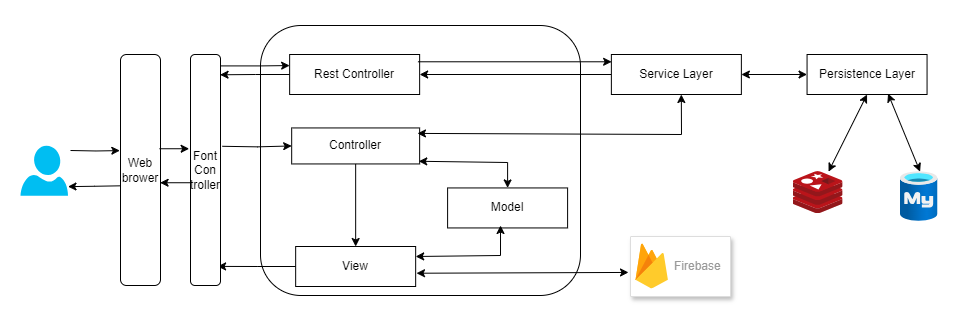 Rest Controller
Service Layer
Persistence Layer
Web
brower
Font
Con
troller
Controller
Model
View
Firebase
My